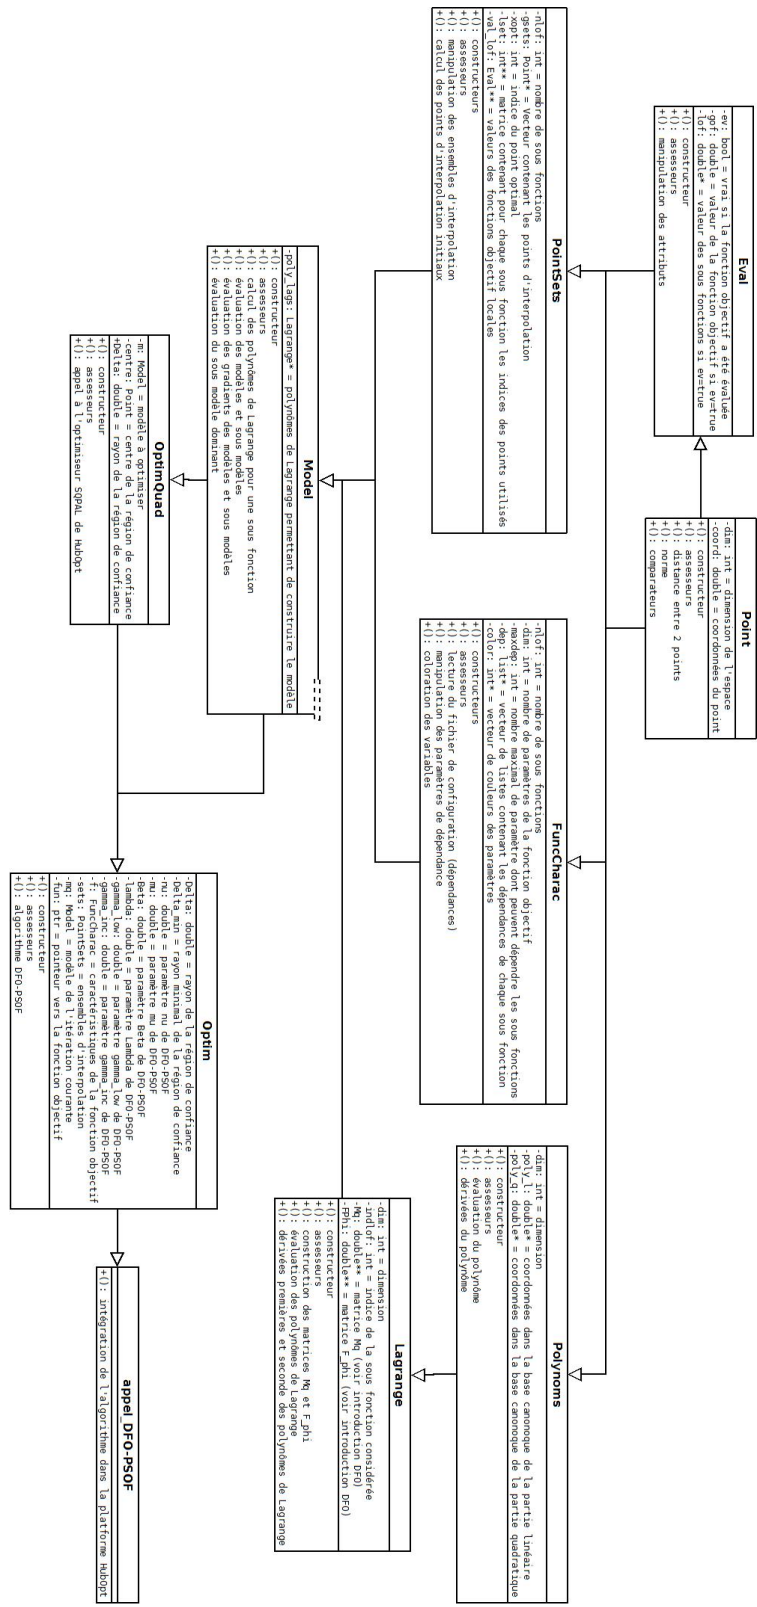 Eval
-ev: bool = vrai si la fonction objectif a été évaluée
-gof: double = valeur de la fonction objectif si ev=true
-lof: double* = valeur des sous fonctions si ev=true
+(): constructeur
+(): assesseurs
+(): manipulation des attributs
Point
-dim: int = dimension de l'espace
-coord: double = coordonnées du point
+(): constructeur
+(): assesseurs
+(): distance entre 2 points
+(): norme
+(): comparateurs
PointSets
-nlof: int = nombre de sous fonctions
-gsets: Point* = Vecteur contenant les points d'interpolation
-xopt: int = indice du point optimal
-lset: int** = matrice contenant pour chaque sous fonction les indices des points utilisés
-val_lof: Eval** = valeurs des fonctions objectif locales
+(): constructeurs
+(): assesseurs
+(): manipulation des ensembles d'interpolation
+(): calcul des points d'interpolation initiaux
FuncCharac
-nlof: int = nombre de sous fonctions
-dim: int = nombre de paramètres de la fonction objectif
-maxdep: int = nombre maximal de paramètre dont peuvent dépendre les sous fonctions
-dep: list* = vecteur de listes contenant les dépendances de chaque sous fonction
-color: int* = vecteur de couleurs des paramètres
+(): constructeurs
+(): assesseurs
+(): lecture du fichier de configuration (dépendances)
+(): manipulation des paramètres de dépendance
+(): coloration des variables
Polynoms
-dim: int = dimension
-poly_l: double* = coordonnées dans la base canonoque de la partie linéaire
-poly_q: double* = coordonnées dans la base canonoque de la partie quadratique
+(): constructeur
+(): assesseurs
+(): évaluation du polynôme
+(): dérivées du polynôme
Model
-poly_lags: Lagrange* = polynômes de Lagrange permettant de construire le modèle
+(): constructeur
+(): assesseurs
+(): calcul des polynômes de Lagrange pour une sous fonction
+(): évaluation des modèles et sous modèles
+(): évaluation des gradients des modèles et sous modèles
+(): évaluation du sous modèle dominant
Lagrange
-dim: int = dimension
-indlof: int = indice de la sous fonction considérée
-Mq: double** = matrice Mq (voir introduction DFO)
-FPhi: double** = matrice F_phi (voir introduction DFO)
+(): constructeur
+(): assesseurs
+(): construction des matrices Mq et F_phi
+(): évaluation des polynômes de Lagrange
+(): dérivées premières et seconde des polynômes de Lagrange
OptimQuad
-m: Model = modèle à optimiser
-centre: Point = centre de la région de confiance
+Delta: double = rayon de la région de confiance
+(): constructeur
+(): assesseurs
+(): appel à l'optimiseur SQPAL de HubOpt
Optim
-Delta: double = rayon de la région de confiance
-Delta_min = rayon minimal de la région de confiance
-nu: double = paramètre nu de DFO-PSOF
-mu: double = paramètre mu de DFO-PSOF
-Beta: double = paramètre Beta de DFO-PSOF
-lambda: double = paramètre Lambda de DFO-PSOF
-gamma_low: double = paramètre gamma_low de DFO-PSOF
-gamma_inc: double = paramètre gamma_inc de DFO-PSOF
-f: FuncCharac = caractéristiques de la fonction objectif
-sets: PointSets = ensembles d'interpolation
-mq: Model = modèle de l'itération courante
-fun: ptr = pointeur vers la fonction objectif
+(): constructeur
+(): assesseurs
+(): algorithme DFO-PSOF
appel_DFO-PSOF
+(): intégration de l'algorithme dans la platforme HubOpt